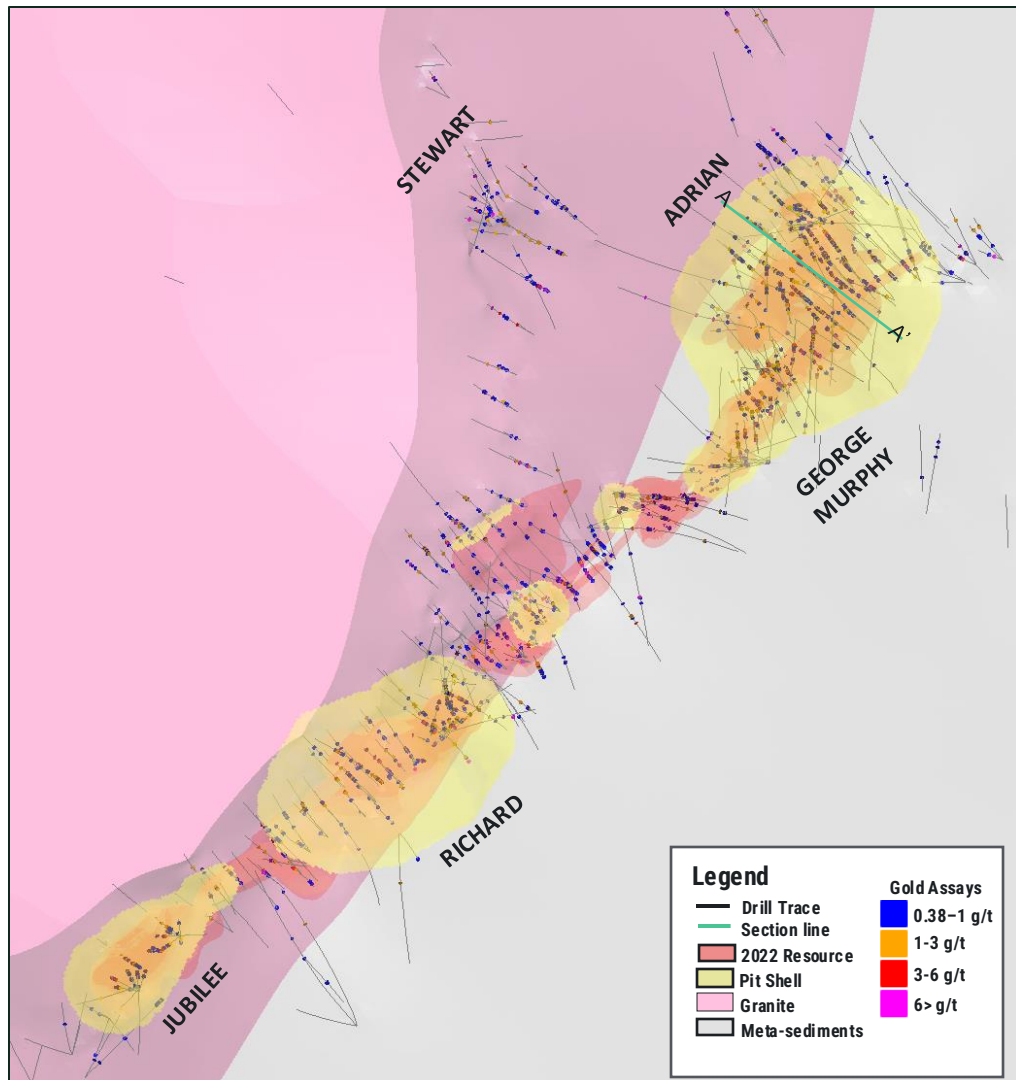 STEWART
ADRIAN
A
A'
GEORGE
MURPHY
RICHARD
JUBILEE
Legend
Drill Trace
Section line
2022 Resource
Pit Shell
Granite
Meta-sediments
Gold Assays
0.38–1 g/t
1-3 g/t
3-6 g/t
6> g/t